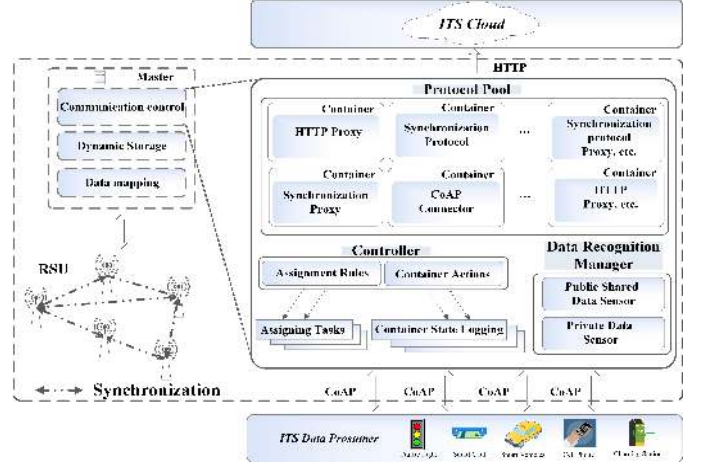 ITS Cloud
HTTP
Master
Communication control
Dynamic Storage
Data mapping
Protocol Pool
Container
HTTP Proxy
Container
Synchronization
Protocol
...
Container
Synchronization
protocol
Proxy, etc.
Container
Synchronization
Proxy
Container
CoAP
Connector
...
Container
HTTP
Proxy, etc.
Controller
Assignment Rules
Container Actions
Assigning Tasks
Container State Logging
Data Recognition
Manager
Public Shared
Data Sensor
Private Data
Sensor
RSU
Synchronization
CoAP
CoAP
CoAP
CoAP
ITS Data Prosumer